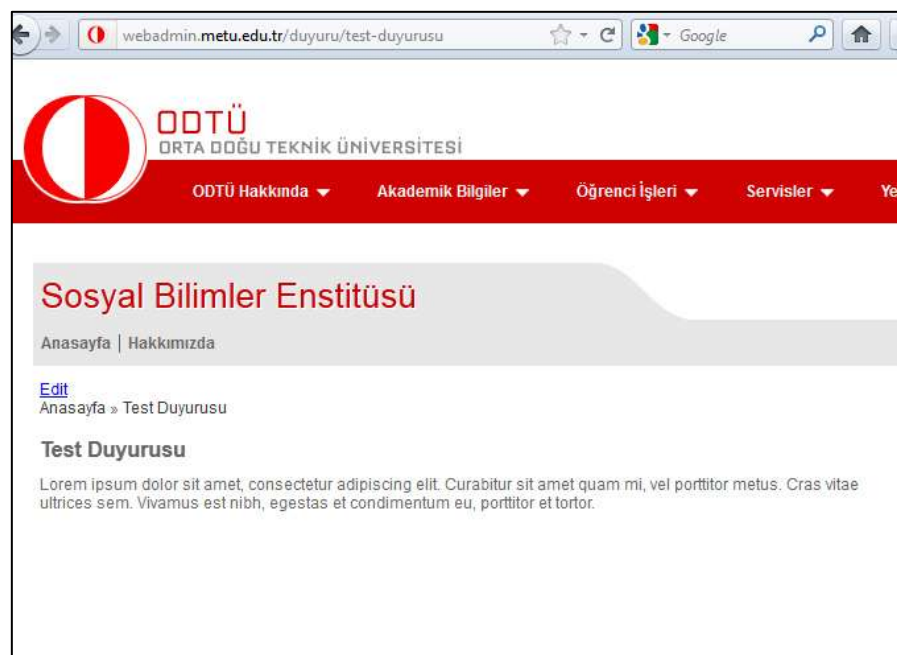 webadmin.metu.edu.tr/duyuru/test-duyurusu Google
ODTÜ
ORTA DOĞU TEKNİK ÜNİVERSİTESİ
ODTÜ Hakkında Akademik Bilgiler Öğrenci İşleri Servisler Ye
Sosyal Bilimler Enstitüsü
Anasayfa | Hakkımızda
Edit
Anasayfa » Test Duyurusu
Test Duyurusu
Lorem ipsum dolor sit amet, consectetur adipiscing elit. Curabitur sit amet quam mi, vel porttitor metus. Cras vitae
ultrices sem. Vivamus est nibh, egestas et condimentum eu, porttitor et tortor.